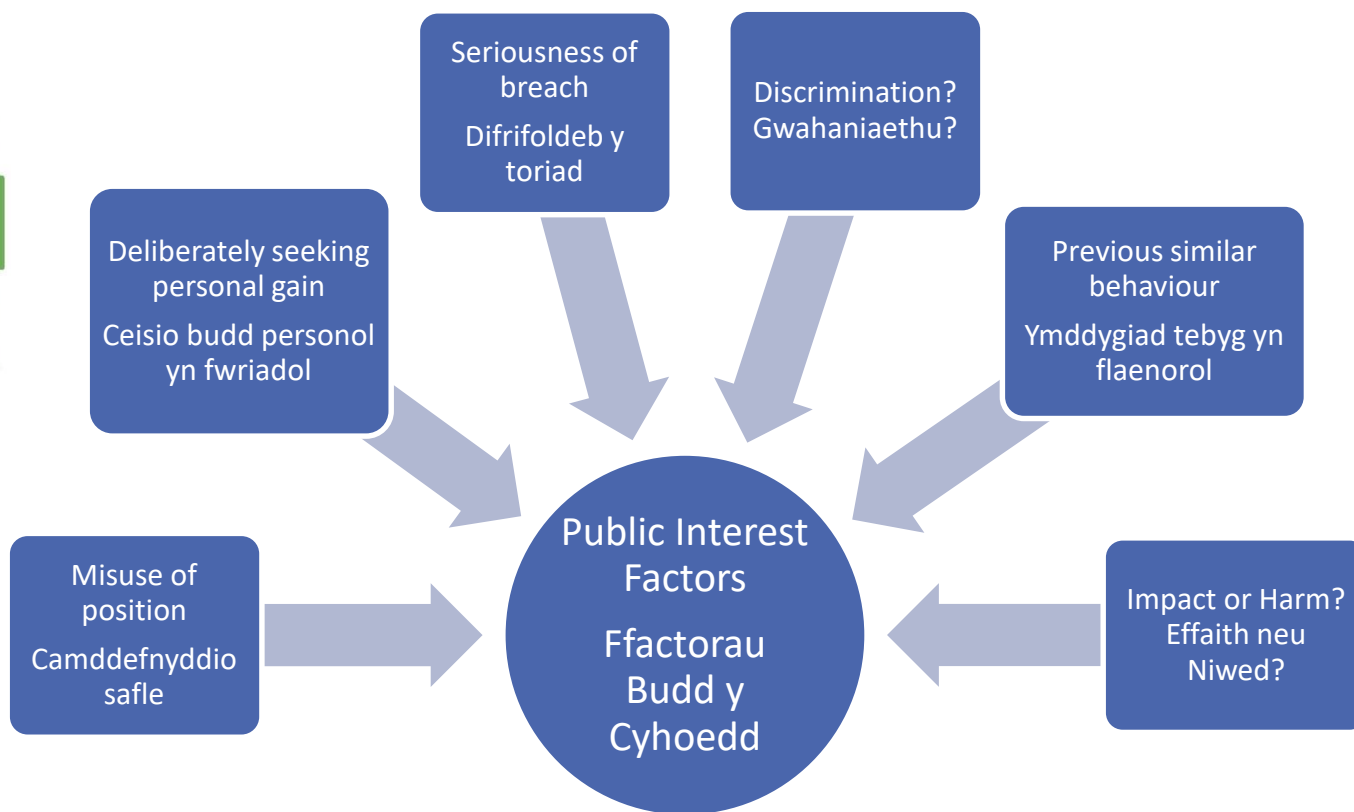 Seriousness of
breach
Difrifoldeb y
toriad
Discrimination?
Gwahaniaethu?
Deliberately seeking
personal gain
Ceisio budd personol
yn fwriadol
Previous similar
behaviour
Ymddygiad tebyg yn
flaenorol
Misuse of
position
Camddefnyddio
safle
Public Interest
Factors
Ffactorau
Budd y
Cyhoedd
Impact or Harm?
Effaith neu
Niwed?